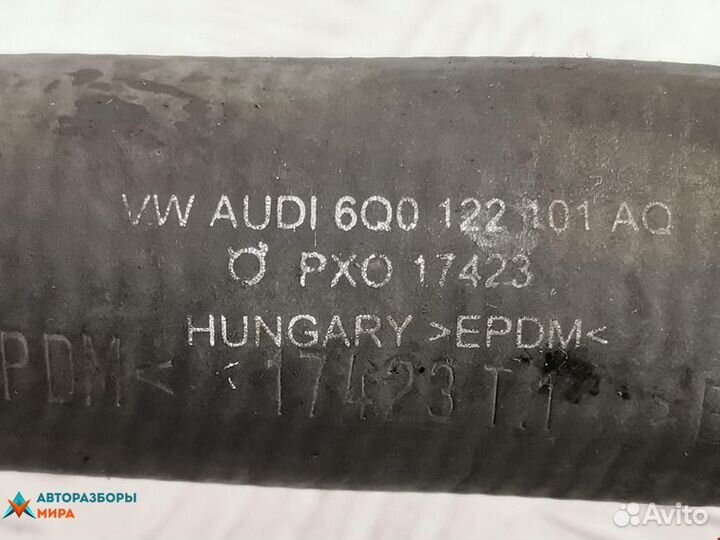 VW AUDI 6Q0 122 101 AQ
PXO 17423
HUNGARY >EPDM<
PDM< 17423 T.1 >
АВТОРАЗБОРЫ
МИРА
Avito